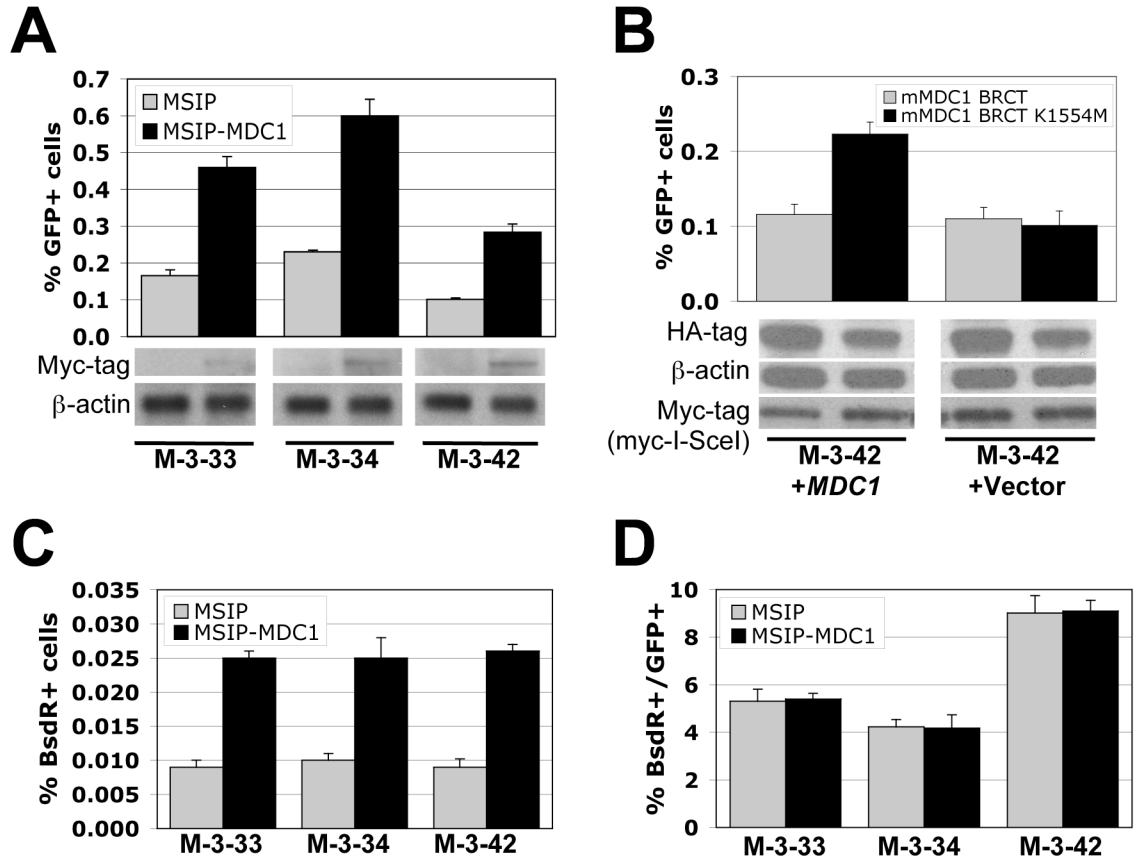 A
% GFP+ cells
0.7
0.6
0.5
0.4
0.3
0.2
0.1
0.0
MSIP
MSIP-MDC1
Myc-tag
β-actin
M-3-33
M-3-34
M-3-42
B
% GFP+ cells
0.3
0.2
0.1
0.0
mMDC1 BRCT
mMDC1 BRCT K1554M
HA-tag
β-actin
Myc-tag
(myc-I-SceI)
M-3-42
+MDC1
M-3-42
+Vector
C
% BsdR+ cells
0.035
0.030
0.025
0.020
0.015
0.010
0.005
0.000
MSIP
MSIP-MDC1
M-3-33
M-3-34
M-3-42
D
% BsdR+/GFP+
10
8
6
4
2
0
MSIP
MSIP-MDC1
M-3-33
M-3-34
M-3-42